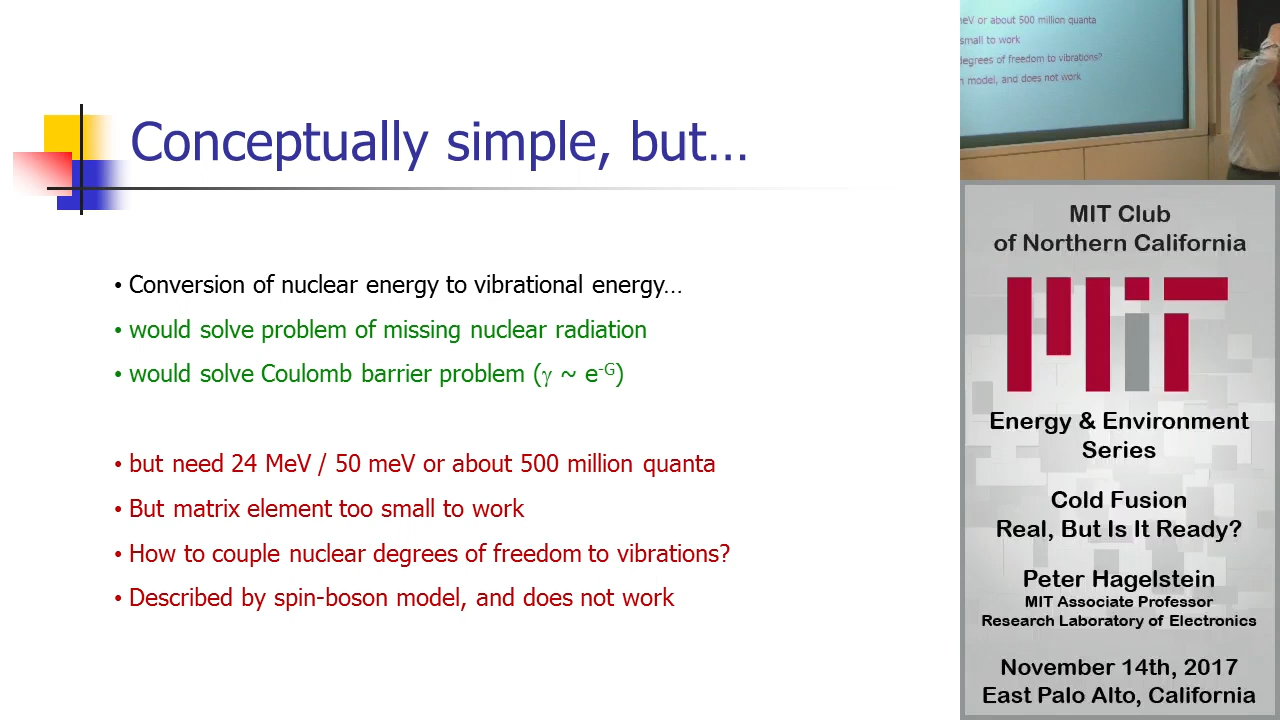 Conceptually simple, but…
• Conversion of nuclear energy to vibrational energy…
• would solve problem of missing nuclear radiation
• would solve Coulomb barrier problem (γ ~ e-G)
• but need 24 MeV / 50 meV or about 500 million quanta
• But matrix element too small to work
• How to couple nuclear degrees of freedom to vibrations?
• Described by spin-boson model, and does not work
meV or about 500 million quanta
small to work
degrees of freedom to vibrations?
model, and does not work
MIT Club
of Northern California
MIT
Energy & Environment
Series
Cold Fusion
Real, But Is It Ready?
Peter Hagelstein
MIT Associate Professor
Research Laboratory of Electronics
November 14th, 2017
East Palo Alto, California